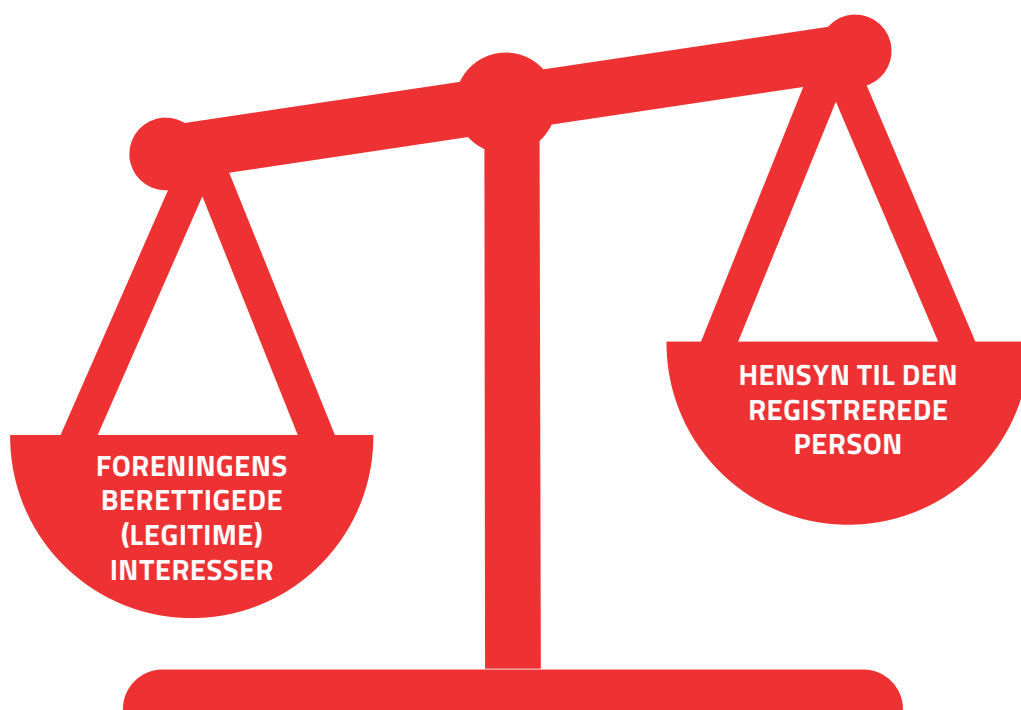 FORENINGENS
BERETTIGEDE
(LEGITIME)
INTERESSER
HENSYN TIL DEN
REGISTREREDE
PERSON